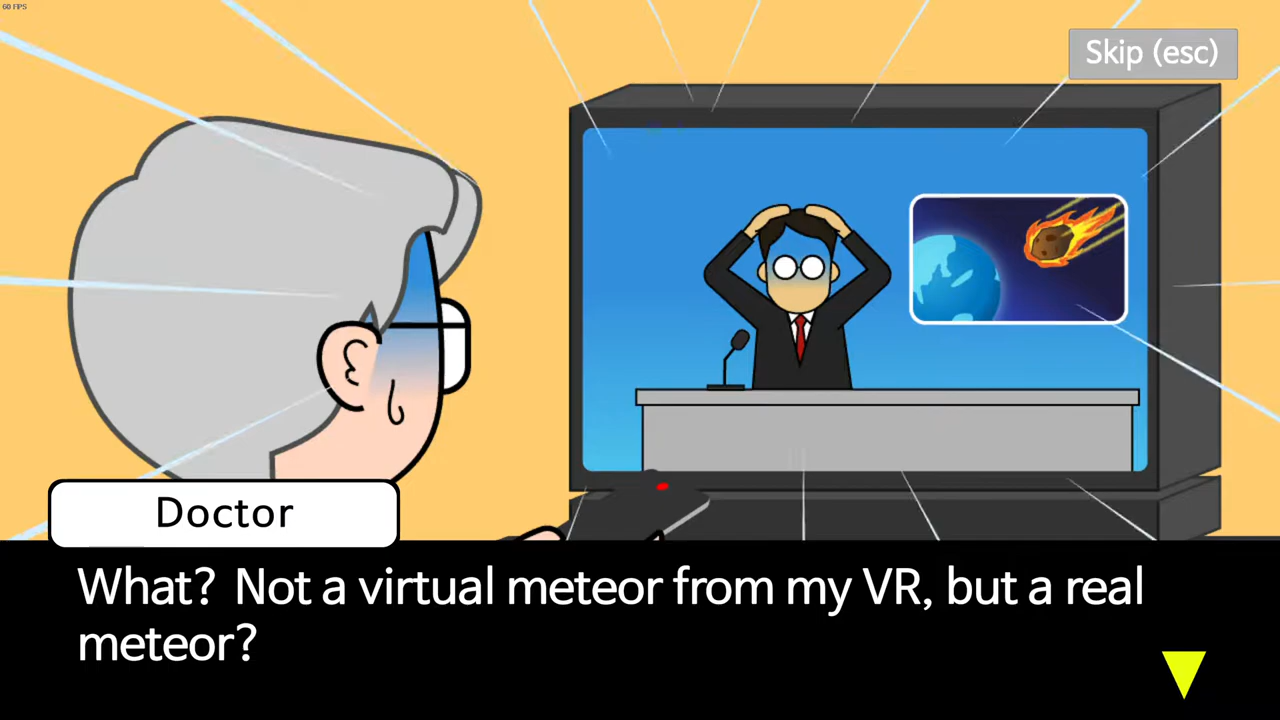 60 FPS
Skip (esc)
Doctor
What? Not a virtual meteor from my VR, but a real
meteor?